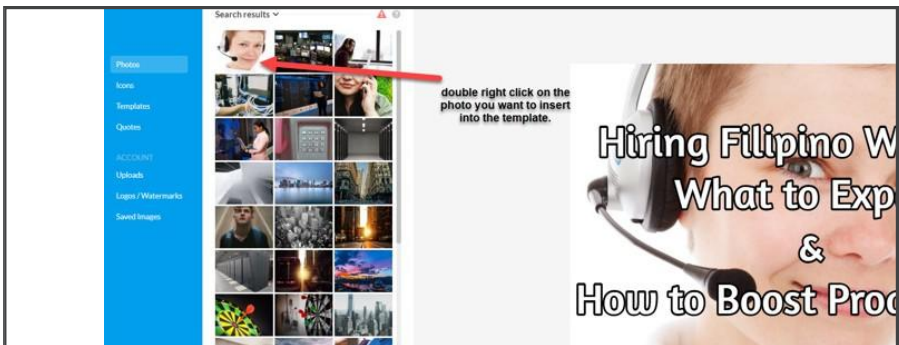 Search results
Photos
Icons
Templates
Quotes
ACCOUNT
Uploads
Logos / Watermarks
Saved Images
double right click on the
photo you want to insert
into the template.
Hiring Filipino W
What to Exp
&
How to Boost Prod